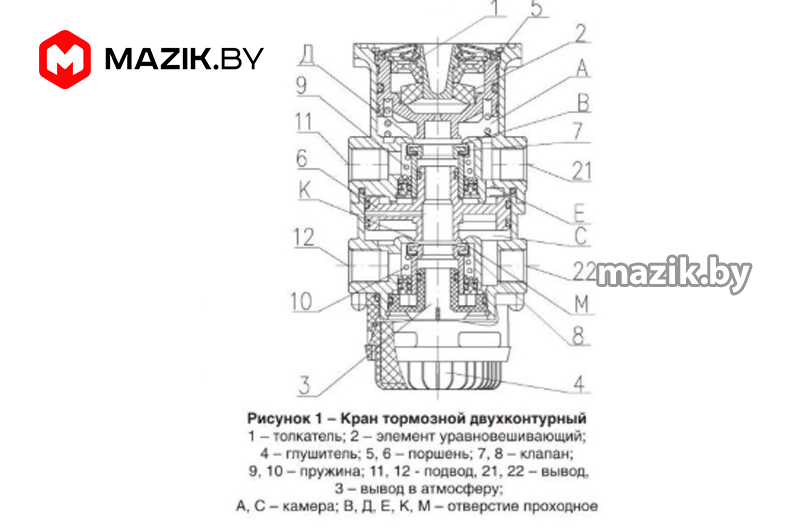 MAZIK.BY
1
5
2
Д
А
9
В
11
7
6
21
К
Е
12
С
22
mazik.by
10
М
8
3
4
Рисунок 1 – Кран тормозной двухконтурный
1 – толкатель; 2 – элемент уравновешивающий;
4 – глушитель; 5, 6 – поршень; 7, 8 – клапан;
9, 10 – пружина; 11, 12 - подвод, 21, 22 – вывод,
3 – вывод в атмосферу;
А, С – камера; В, Д, Е, К, М – отверстие проходное